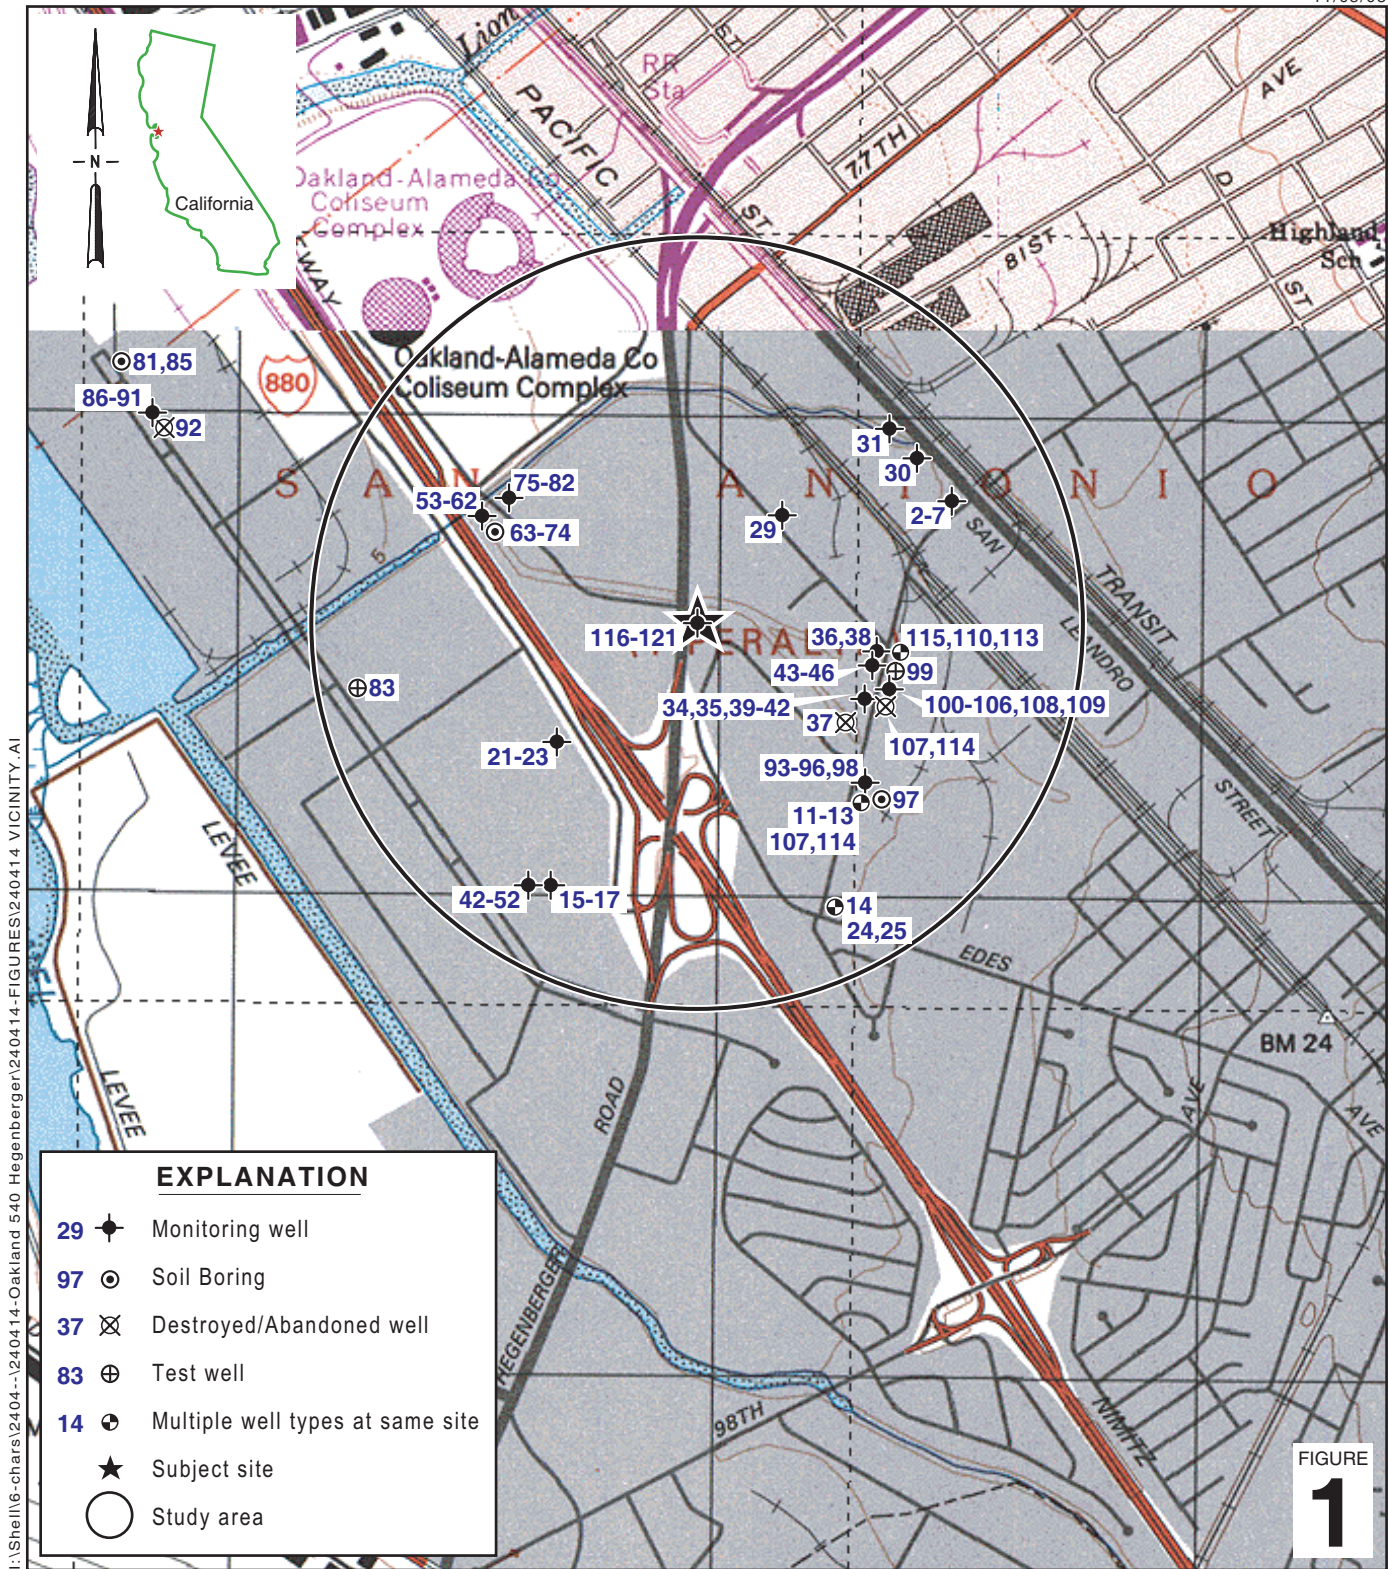 Lion
PACIFIC
RR
Sta
ST.
77TH
AVE
D
N
California
Oakland-Alameda Co
Coliseum
Complex
ST.
81ST
Highland
Sch
ST
880
Oakland-Alameda Co
Coliseum Complex
81,85
86-91
92
31
30
S A N A N T O N I O
75-82
53-62
63-74
29
2-7
SAN
5
TRANSIT
LEANDRO
STREET
116-121
PERAL
36,38
115,110,113
43-46
99
83
34,35,39-42
100-106,108,109
37
107,114
21-23
93-96,98
97
11-13
107,114
LEVEE
42-52
15-17
14
24,25
EDES
BM 24
AVE
AVE
LEVEE
ROAD
HEGENBERGER
98TH
NIMITZ
EXPLANATION
29 Monitoring well
97 Soil Boring
37 Destroyed/Abandoned well
83 Test well
14 Multiple well types at same site
Subject site
Study area
FIGURE
1
I:\Shell\6-chars\2404--\240414-Oakland 540 Hegenberger\240414-FIGURES\240414 VICINITY.AI